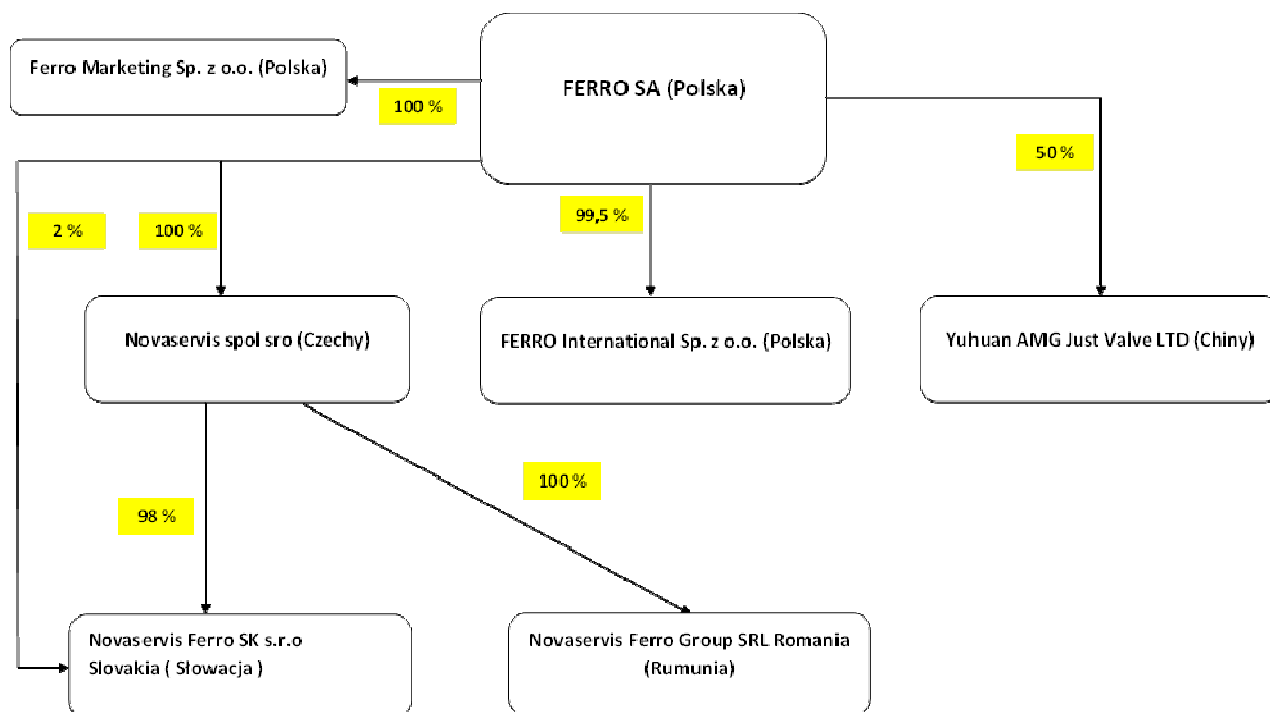 Ferro Marketing Sp. z o.o. (Polska)
FERRO SA (Polska)
100 %
50 %
2 %
100 %
99,5 %
Novaservis spol sro (Czechy)
FERRO International Sp. z o.o. (Polska)
Yuhuan AMG Just Valve LTD (Chiny)
98 %
100 %
Novaservis Ferro SK s.r.o
Slovakia ( Słowacja )
Novaservis Ferro Group SRL Romania
(Rumunia)